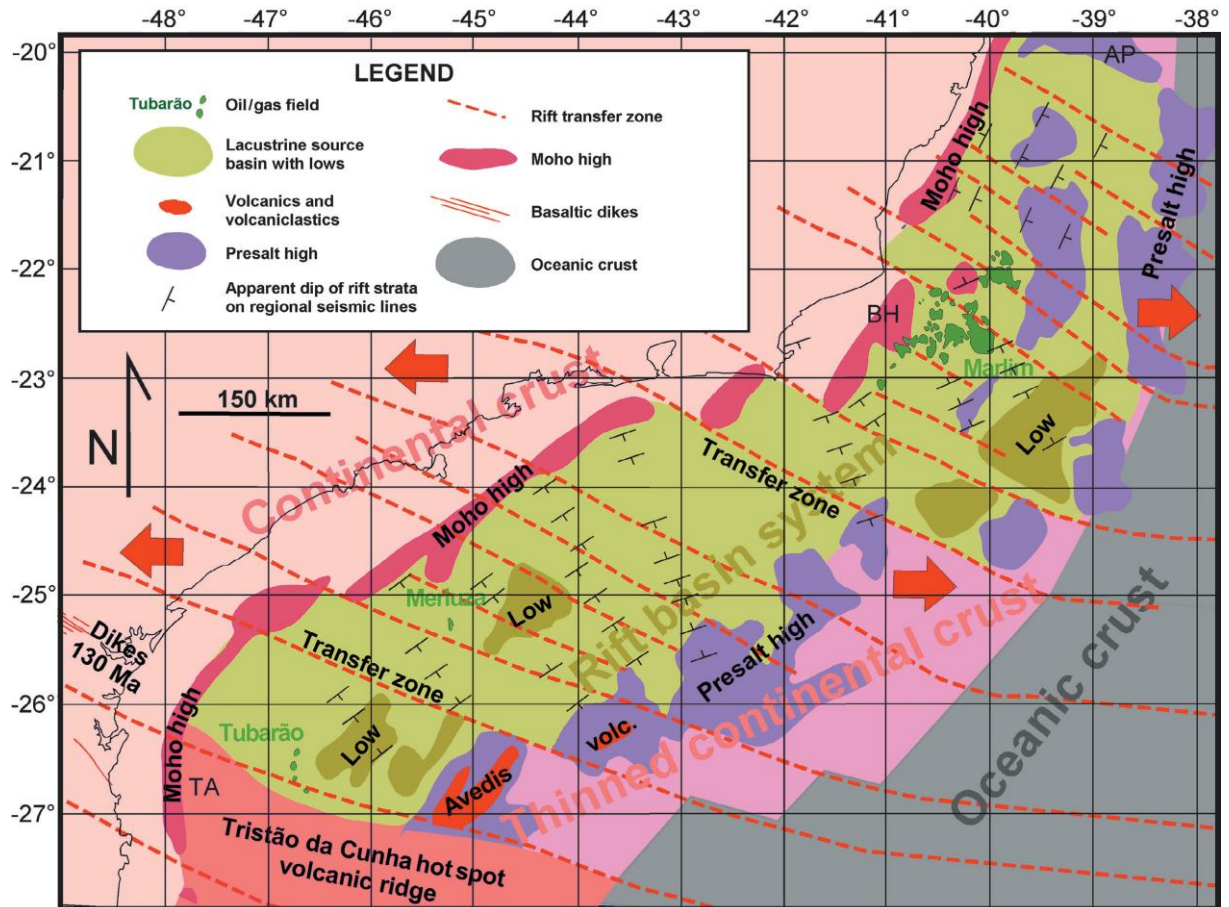 -48° -47° -46° -45° -44° -43° -42° -41° -40° -39° -38°
-20°
-21°
-22°
-23°
-24°
-25°
-26°
-27°
LEGEND
Tubarão
Oil/gas field
Lacustrine source
basin with lows
Volcanics and
volcaniclastics
Presalt high
Apparent dip of rift strata
on regional seismic lines
Rift transfer zone
Moho high
Basaltic dikes
Oceanic crust
AP
Moho high
Presalt high
BH
Marlim
Low
150 km
N
Continental crust
Moho high
Transfer zone
Rift basin system
Merluza
Low
Dikes
130 Ma
Transfer zone
Presalt high
Thinned continental crust
Oceanic crust
Moho high
TA
Tubarão
Low
volc.
Avedis
Tristão da Cunha hot spot
volcanic ridge